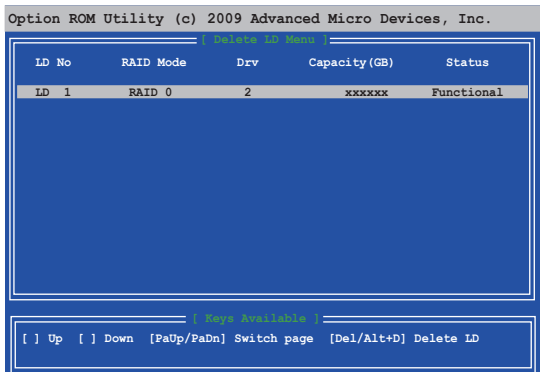 Option ROM Utility (c) 2009 Advanced Micro Devices, Inc.
[ Delete LD Menu ]
LD No RAID Mode Drv Capacity(GB) Status
LD 1 RAID 0 2 xxxxxx Functional
[ Keys Available ]
[ ] Up [ ] Down [PaUp/PaDn] Switch page [Del/Alt+D] Delete LD